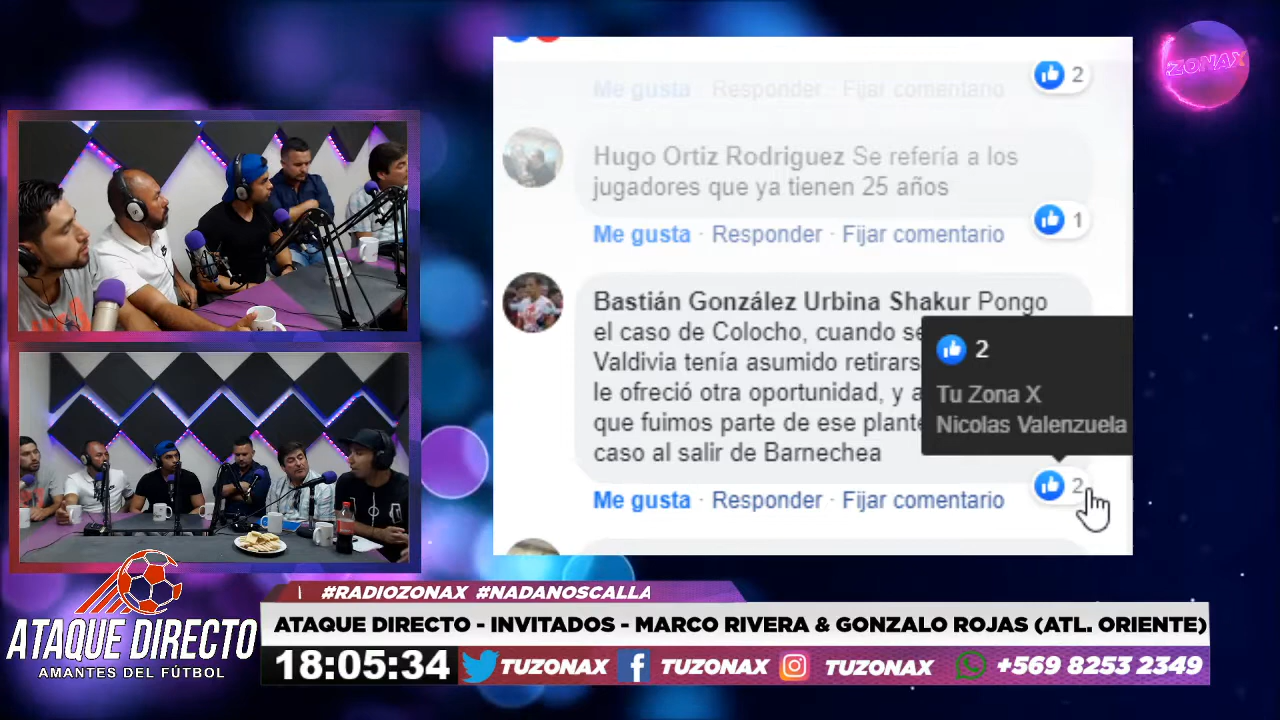 ZONAX
2
Me gusta · Responder · Fijar comentario
Hugo Ortiz Rodriguez Se refería a los
jugadores que ya tienen 25 años
1
Me gusta · Responder · Fijar comentario
Bastián González Urbina Shakur Pongo
el caso de Colocho, cuando se
Valdivia tenía asumido retirars
le ofreció otra oportunidad, y a
que fuimos parte de ese plante
caso al salir de Barnechea
2
Tu Zona X
Nicolas Valenzuela
2
Me gusta · Responder · Fijar comentario
#RADIOZONAX #NADANOSCALLA
ATAQUE DIRECTO
AMANTES DEL FÚTBOL
ATAQUE DIRECTO - INVITADOS - MARCO RIVERA & GONZALO ROJAS (ATL. ORIENTE)
18:05:34 TUZONAX TUZONAX TUZONAX +569 8253 2349